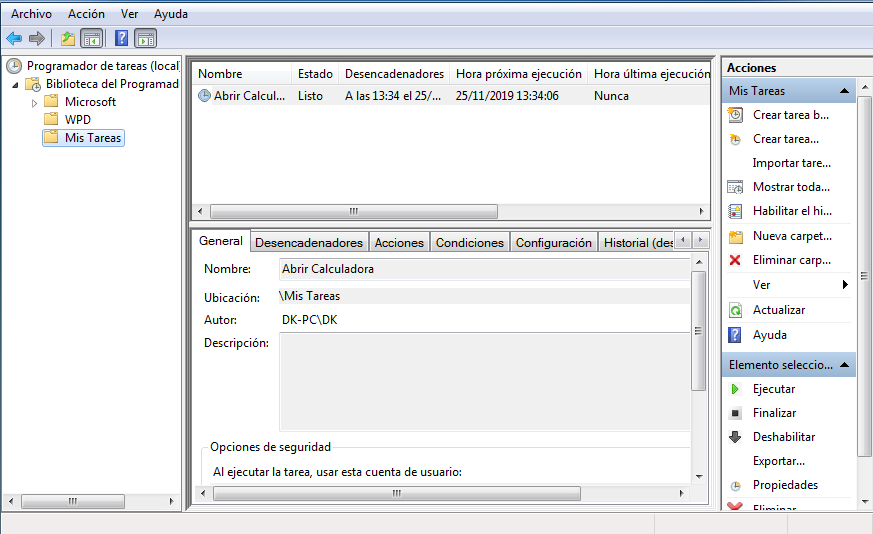 Archivo Acción Ver Ayuda
Programador de tareas (local
Biblioteca del Programad
Microsoft
WPD
Mis Tareas
Nombre Estado Desencadenadores Hora próxima ejecución Hora última ejecución
Abrir Calcul... Listo A las 13:34 el 25/... 25/11/2019 13:34:06 Nunca
General Desencadenadores Acciones Condiciones Configuración Historial (des
Nombre: Abrir Calculadora
Ubicación: \Mis Tareas
Autor: DK-PC\DK
Descripción:
Opciones de seguridad
Al ejecutar la tarea, usar esta cuenta de usuario:
Acciones
Mis Tareas
Crear tarea b...
Crear tarea...
Importar tare...
Mostrar toda...
Habilitar el hi...
Nueva carpet...
Eliminar carp...
Ver
Actualizar
Ayuda
Elemento seleccio...
Ejecutar
Finalizar
Deshabilitar
Exportar...
Propiedades
Eliminar